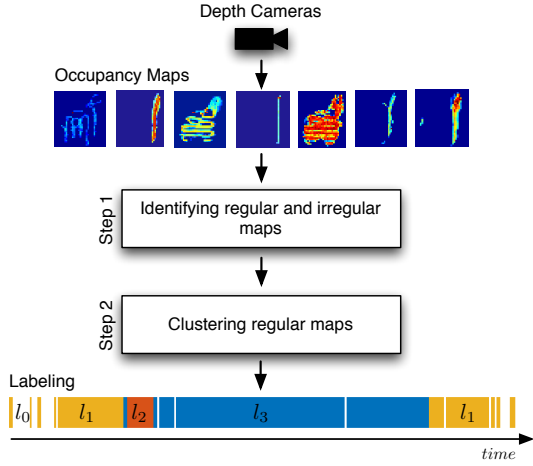 Depth Cameras
Occupancy Maps
Step 1
Identifying regular and irregular
maps
Step 2
Clustering regular maps
Labeling
l0 l1 l2 l3 l1
time